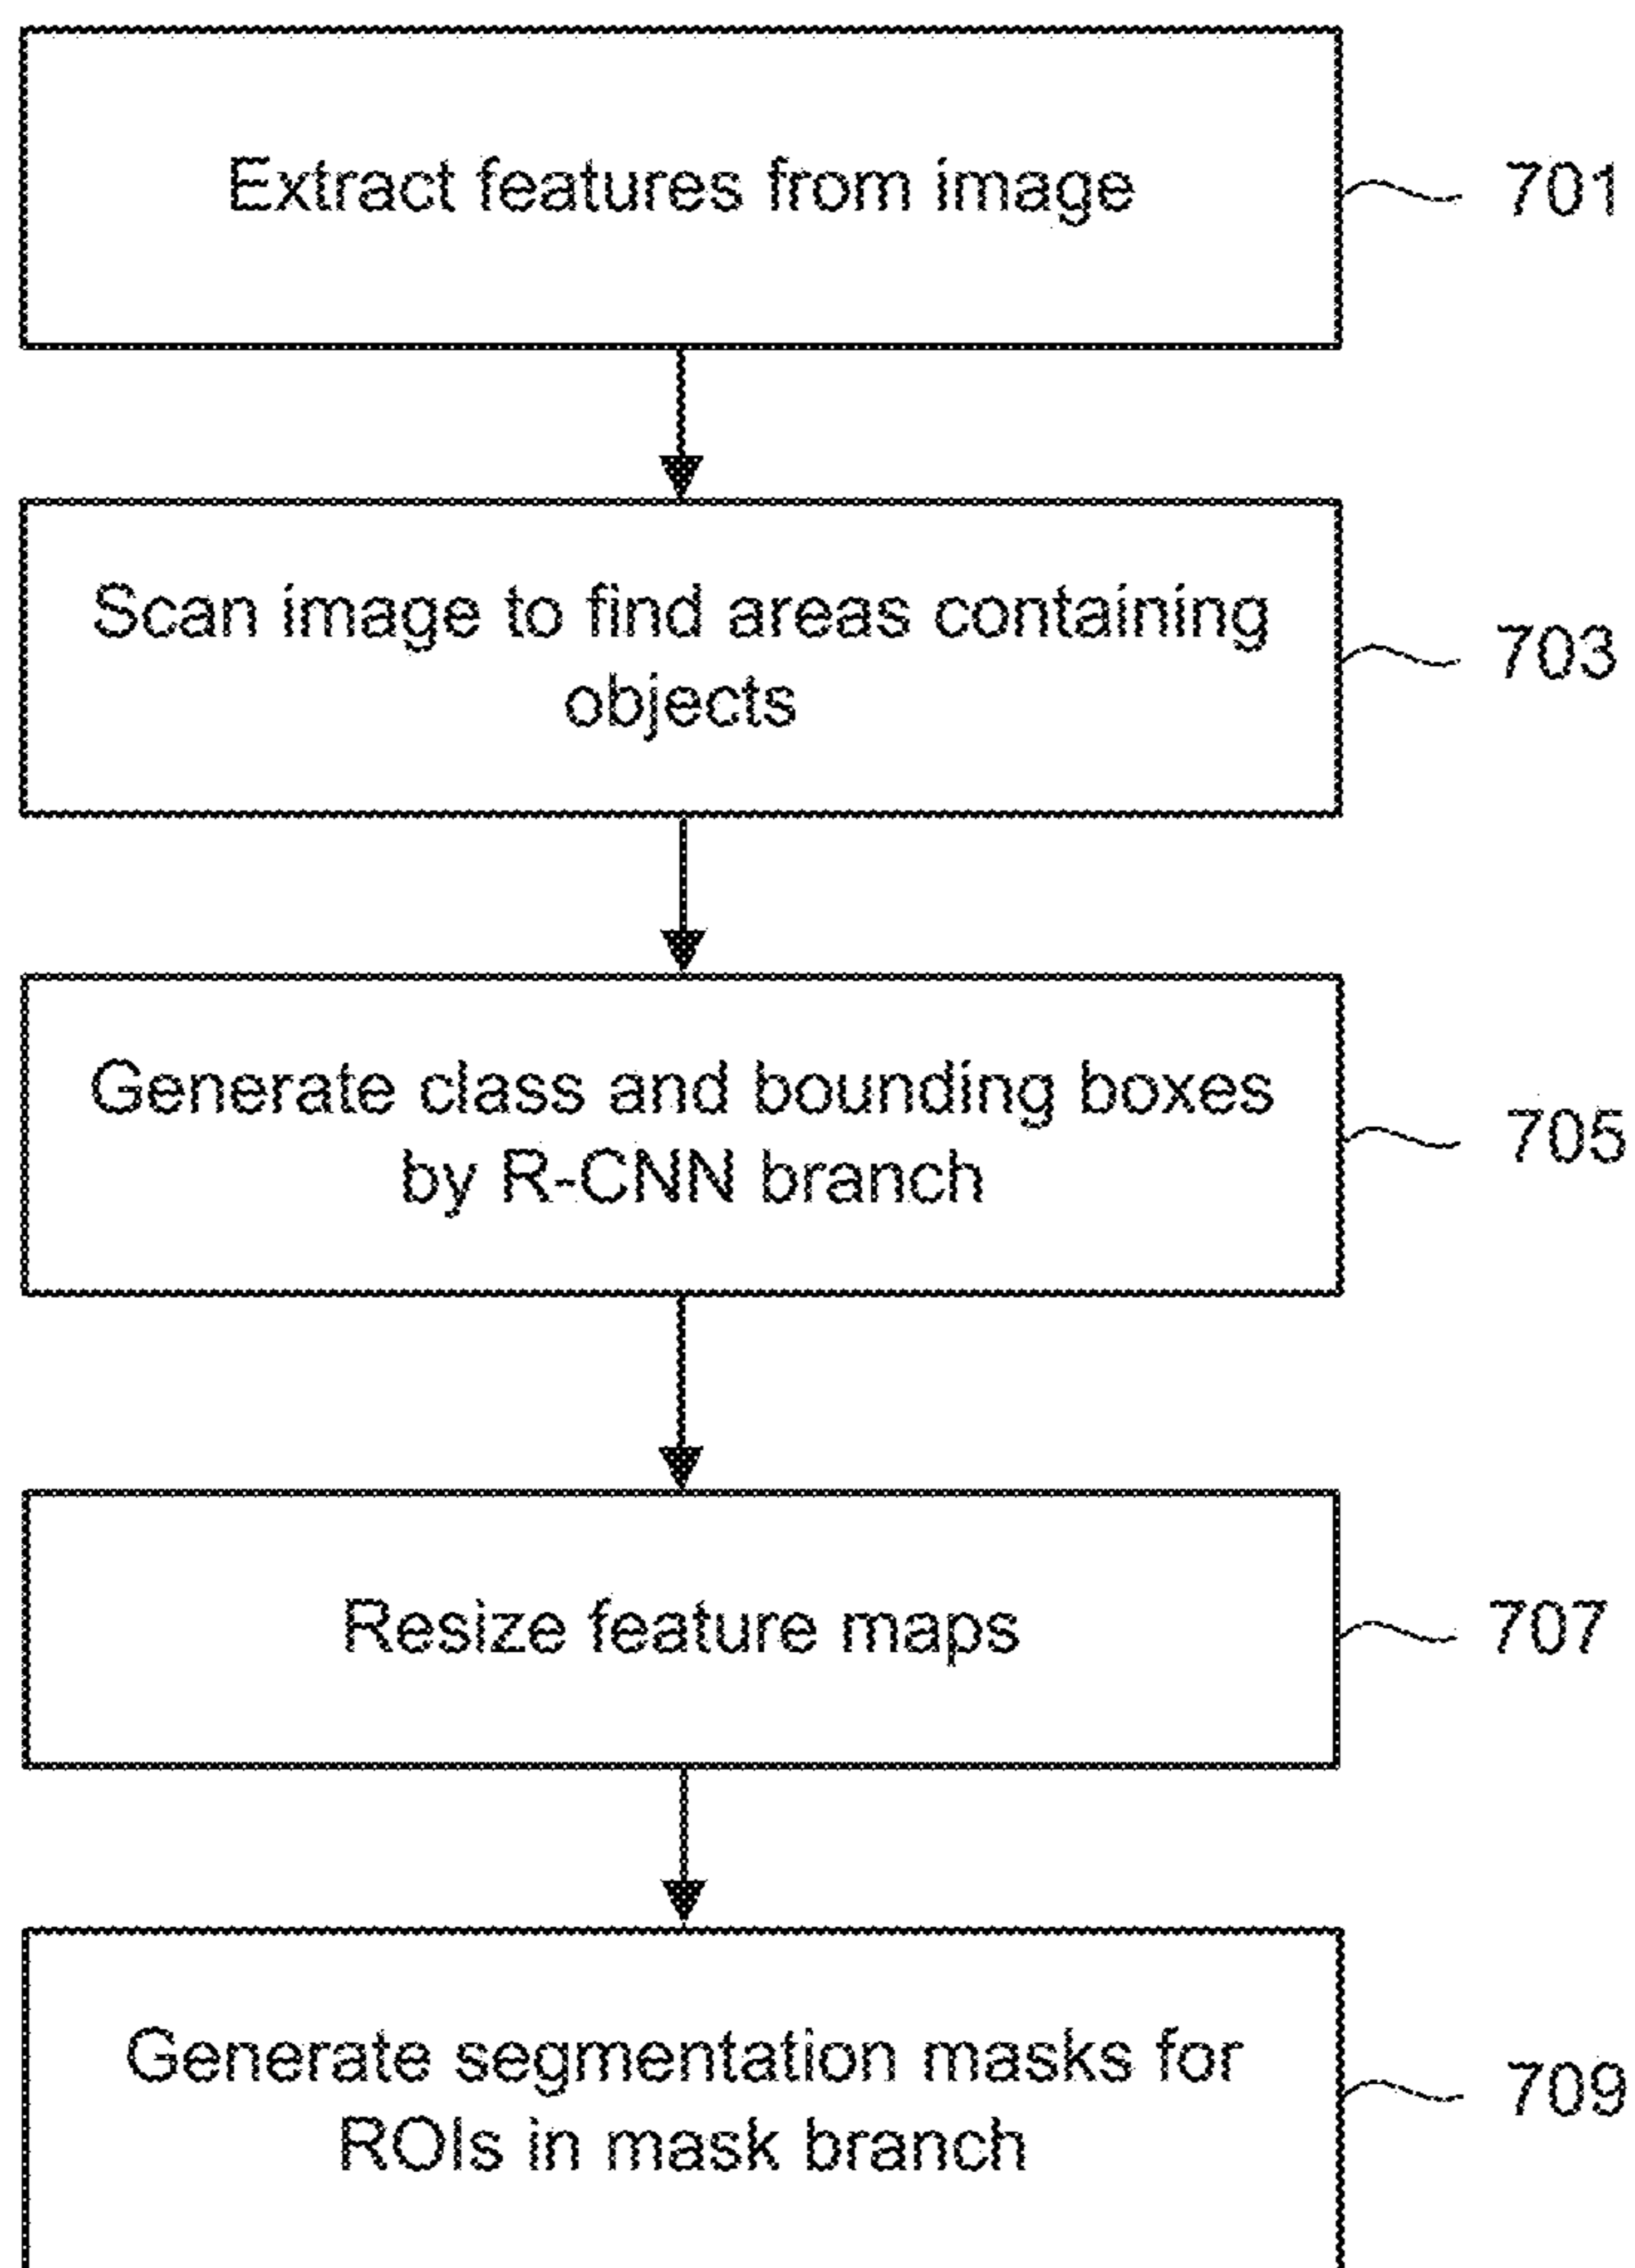 Extract features from image
701
Scan image to find areas containing
objects
703
Generate class and bounding boxes
by R-CNN branch
705
Resize feature maps
707
Generate segmentation masks for
ROIs in mask branch
709